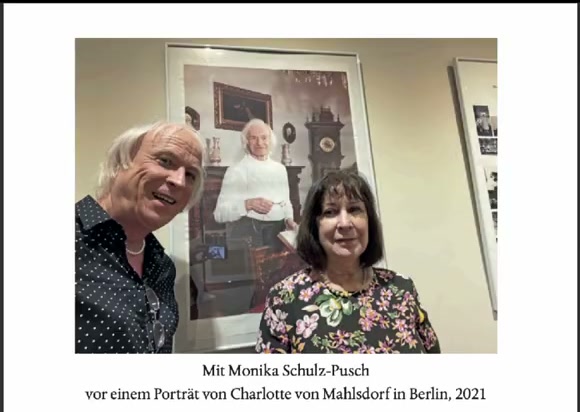 Mit Monika Schulz-Pusch
vor einem Porträt von Charlotte von Mahlsdorf in Berlin, 2021